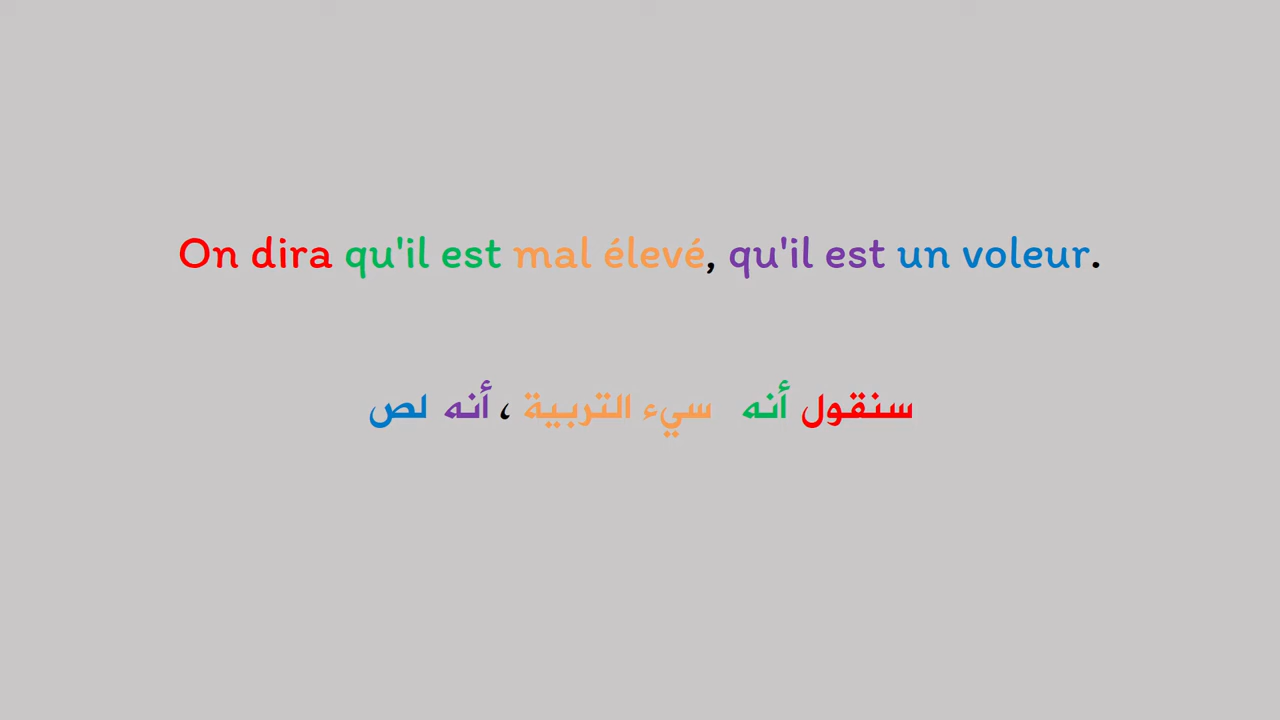 On dira qu'il est mal élevé, qu'il est un voleur.
سنقول أنه سيء التربية ، أنه لص